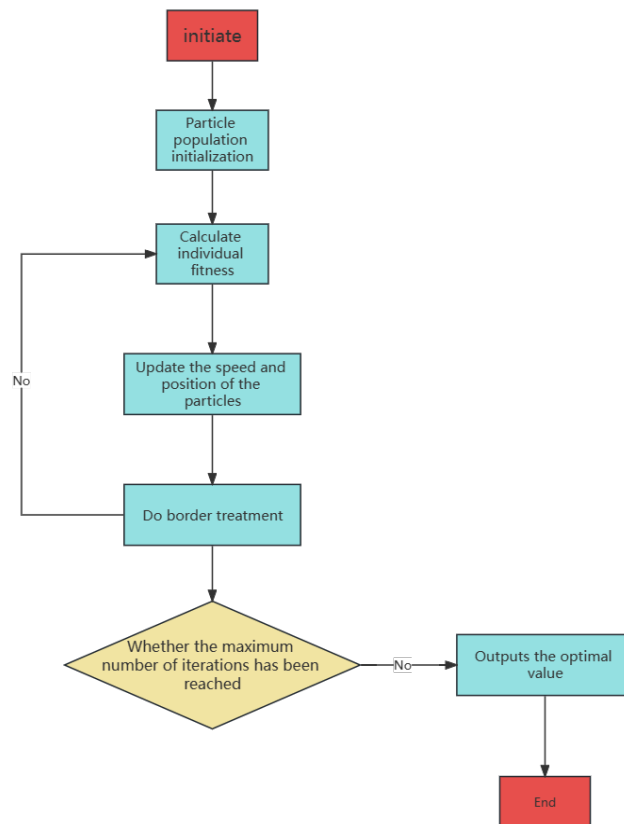 initiate
Particle
population
initialization
Calculate
individual
fitness
Update the speed and
position of the
particles
No
Do border treatment
Whether the maximum
number of iterions has been
reached
No
Outputs the optimal
value
End